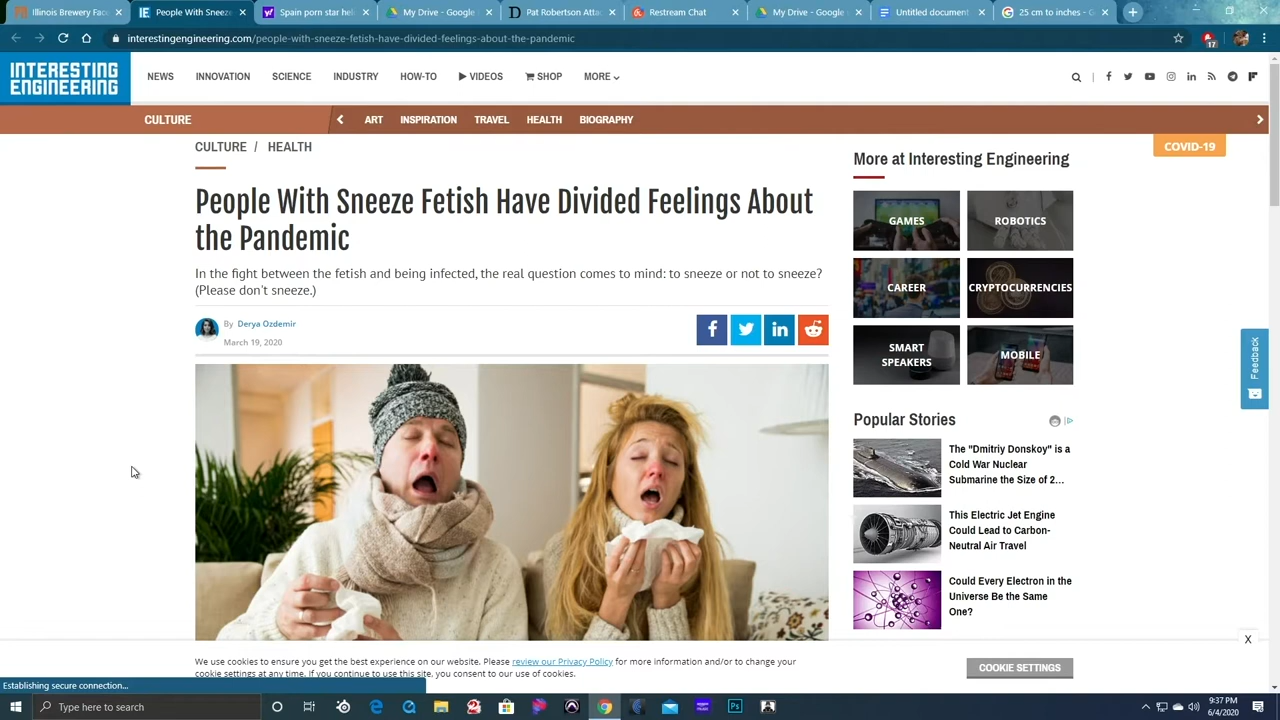 Illinois Brewery Fac
People With Sneeze
Spain porn star hel
My Drive - Google
Pat Robertson Atta
Restream Chat
My Drive - Google
Untitled document
25 cm to inches - G
interestingengineering.com/people-with-sneeze-fetish-have-divided-feelings-about-the-pandemic
17
INTERESTING
ENGINEERING
NEWS INNOVATION SCIENCE INDUSTRY HOW-TO VIDEOS SHOP MORE
CULTURE
ART INSPIRATION TRAVEL HEALTH BIOGRAPHY
CULTURE / HEALTH
COVID-19
People With Sneeze Fetish Have Divided Feelings About
the Pandemic
In the fight between the fetish and being infected, the real question comes to mind: to sneeze or not to sneeze?
(Please don't sneeze.)
By Derya Ozdemir
March 19, 2020
More at Interesting Engineering
GAMES
ROBOTICS
CAREER
CRYPTOCURRENCIES
SMART
SPEAKERS
MOBILE
Feedback
Popular Stories
The "Dmitriy Donskoy" is a
Cold War Nuclear
Submarine the Size of 2...
This Electric Jet Engine
Could Lead to Carbon-
Neutral Air Travel
Could Every Electron in the
Universe Be the Same
One?
X
We use cookies to ensure you get the best experience on our website. Please review our Privacy Policy for more information and/or to change your
cookie settings at any time. If you continue to use this site, you consent to our use of cookies.
COOKIE SETTINGS
Establishing secure connection...
Type here to search
9:37 PM
6/4/2020